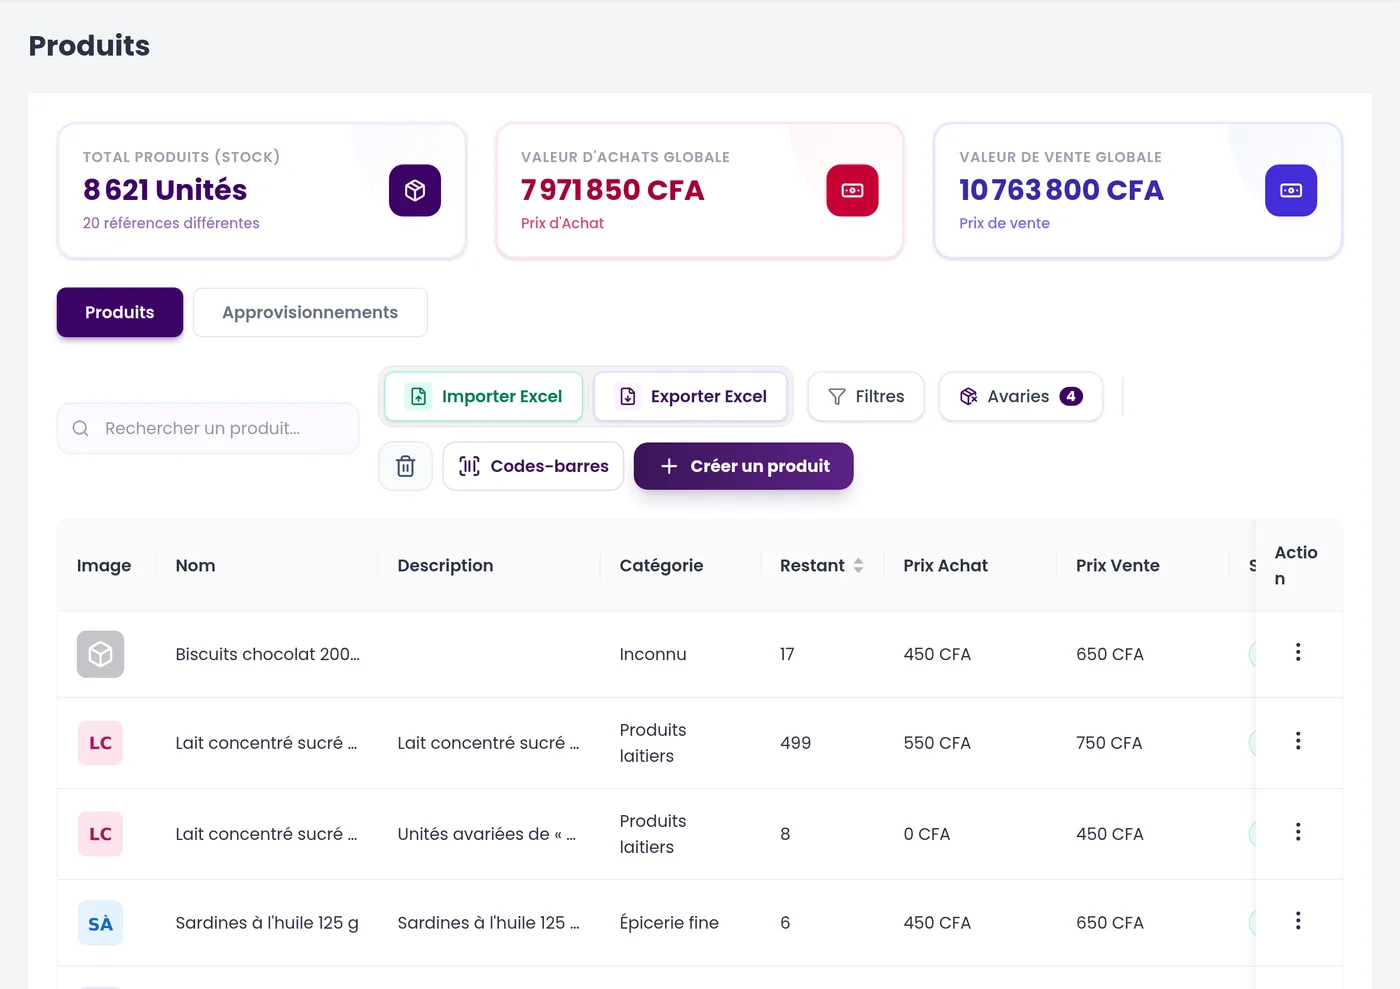 Produits
TOTAL PRODUITS (STOCK)
8 621 Unités
20 références différentes
VALEUR D'ACHATS GLOBALE
7 971 850 CFA
Prix d'Achat
VALEUR DE VENTE GLOBALE
10 763 800 CFA
Prix de vente
Produits
Approvisionnements
Rechercher un produit...
Importer Excel
Exporter Excel
Filtres
Avaries 4
Codes-barres
Créer un produit
Image Nom Description Catégorie Restant Prix Achat Prix Vente Actio
n
Biscuits chocolat 200... Inconnu 17 450 CFA 650 CFA
LC Lait concentré sucré ... Lait concentré sucré ... Produits
laitiers 499 550 CFA 750 CFA
LC Lait concentré sucré ... Unités avariées de « ... Produits
laitiers 8 0 CFA 450 CFA
SÀ Sardines à l'huile 125 g Sardines à l'huile 125 ... Épicerie fine 6 450 CFA 650 CFA